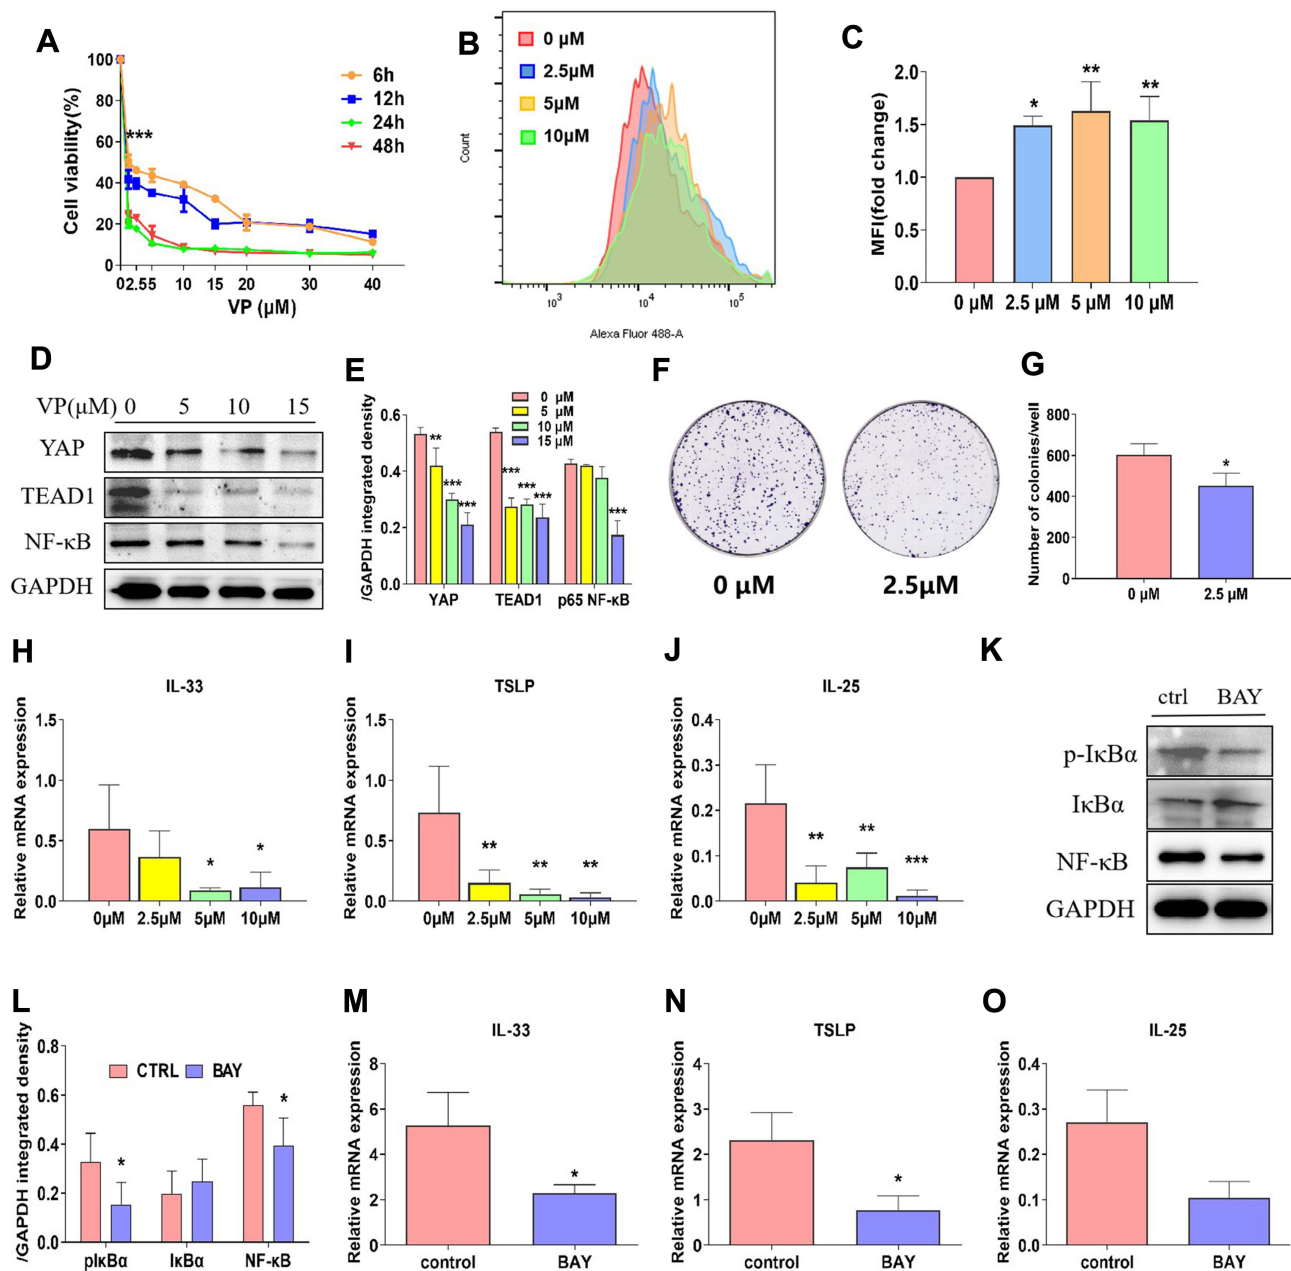 A
Cell viability(%)
100
80
60
40
20
0
***
6h
12h
24h
48h
02.55 10 15 20 30 40
VP (μM)
B
0 μM
2.5μM
5μM
10μM
Count
10³ 10⁴ 10⁵
Alexa Fluor 488-A
C
MFI(fold change)
2.0
1.5
1.0
0.5
0.0
* ** **
0 μM 2.5 μM 5 μM 10 μM
D
VP(μM) 0 5 10 15
YAP
TEAD1
NF-κB
GAPDH
E
/GAPDH integrated density
0.6
0.4
0.2
0.0
0 μM
5 μM
10 μM
15 μM
** *** ***
*** *** ***
***
YAP TEAD1 p65 NF-κB
F
0 μM 2.5μM
G
Number of colonies/well
800
600
400
200
0
*
0 μM 2.5 μM
H
IL-33
Relative mRNA expression
1.5
1.0
0.5
0.0
* *
0μM 2.5μM 5μM 10μM
I
TSLP
Relative mRNA expression
1.5
1.0
0.5
0.0
** ** **
0μM 2.5μM 5μM 10μM
J
IL-25
Relative mRNA expression
0.4
0.3
0.2
0.1
0.0
** ** ***
0μM 2.5μM 5μM 10μM
K
ctrl BAY
p-IκBα
IκBα
NF-κB
GAPDH
L
/GAPDH integrated density
0.8
0.6
0.4
0.2
0.0
CTRL BAY
* *
pIκBα IκBα NF-κB
M
IL-33
Relative mRNA expression
8
6
4
2
0
*
control BAY
N
TSLP
Relative mRNA expression
4
3
2
1
0
*
control BAY
O
IL-25
Relative mRNA expression
0.4
0.3
0.2
0.1
0.0
control BAY